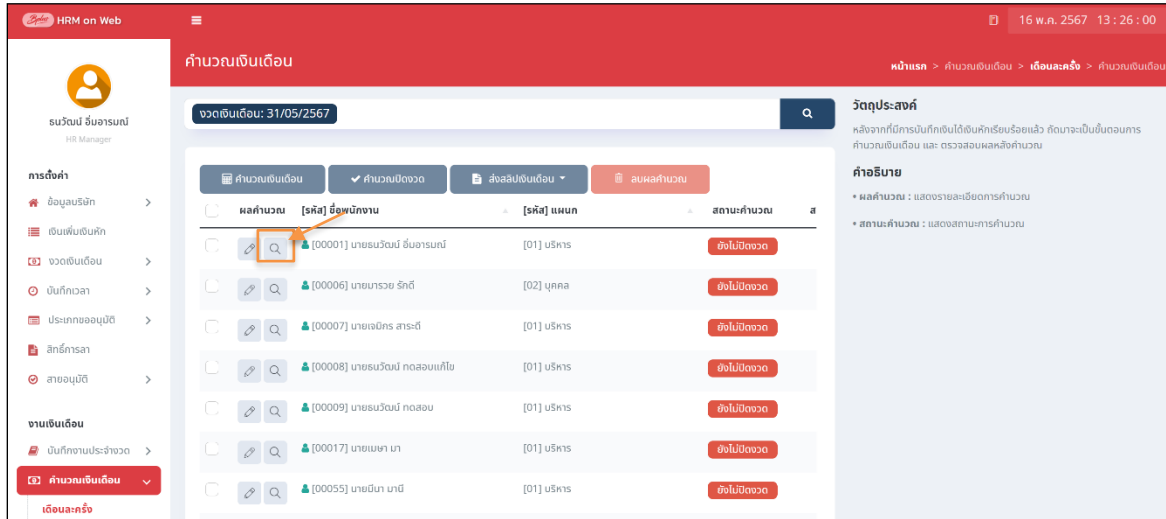 Bplus HRM on Web
16 พ.ค. 2567 13 : 26 : 00
คำนวณเงินเดือน
หน้าแรก > คำนวณเงินเดือน > เดือนละครั้ง > คำนวณเงินเดือน
ธนวัฒน์ อิ่มอารมณ์
HR Manager
การตั้งค่า
ข้อมูลบริษัท
เงินเพิ่มเงินหัก
งวดเงินเดือน
บันทึกเวลา
ประเภทขออนุมัติ
สิทธิ์การลา
สายอนุมัติ
งานเงินเดือน
บันทึกงานประจำงวด
คำนวณเงินเดือน
เดือนละครั้ง
งวดเงินเดือน: 31/05/2567
คำนวณเงินเดือน คำนวณปิดงวด ส่งสลิปเงินเดือน ลบผลคำนวณ
ผลคำนวณ [รหัส] ชื่อพนักงาน [รหัส] แผนก สถานะคำนวณ ส
[00001] นายธนวัฒน์ อิ่มอารมณ์ [01] บริหาร ยังไม่ปิดงวด
[00006] นายมารวย รักดี [02] บุคคล ยังไม่ปิดงวด
[00007] นายเจมิกร สาระดี [01] บริหาร ยังไม่ปิดงวด
[00008] นายธนวัฒน์ ทดสอบแก้ไข [01] บริหาร ยังไม่ปิดงวด
[00009] นายธนวัฒน์ ทดสอบ [01] บริหาร ยังไม่ปิดงวด
[00017] นายเมษา มา [01] บริหาร ยังไม่ปิดงวด
[00055] นายมีนา มานี [01] บริหาร ยังไม่ปิดงวด
วัตถุประสงค์
หลังจากที่มีการบันทึกเงินได้เงินหักเรียบร้อยแล้ว ถัดมาจะเป็นขั้นตอนการ
คำนวณเงินเดือน และ ตรวจสอบผลหลังคำนวณ
คำอธิบาย
• ผลคำนวณ : แสดงรายละเอียดการคำนวณ
• สถานะคำนวณ : แสดงสถานะการคำนวณ